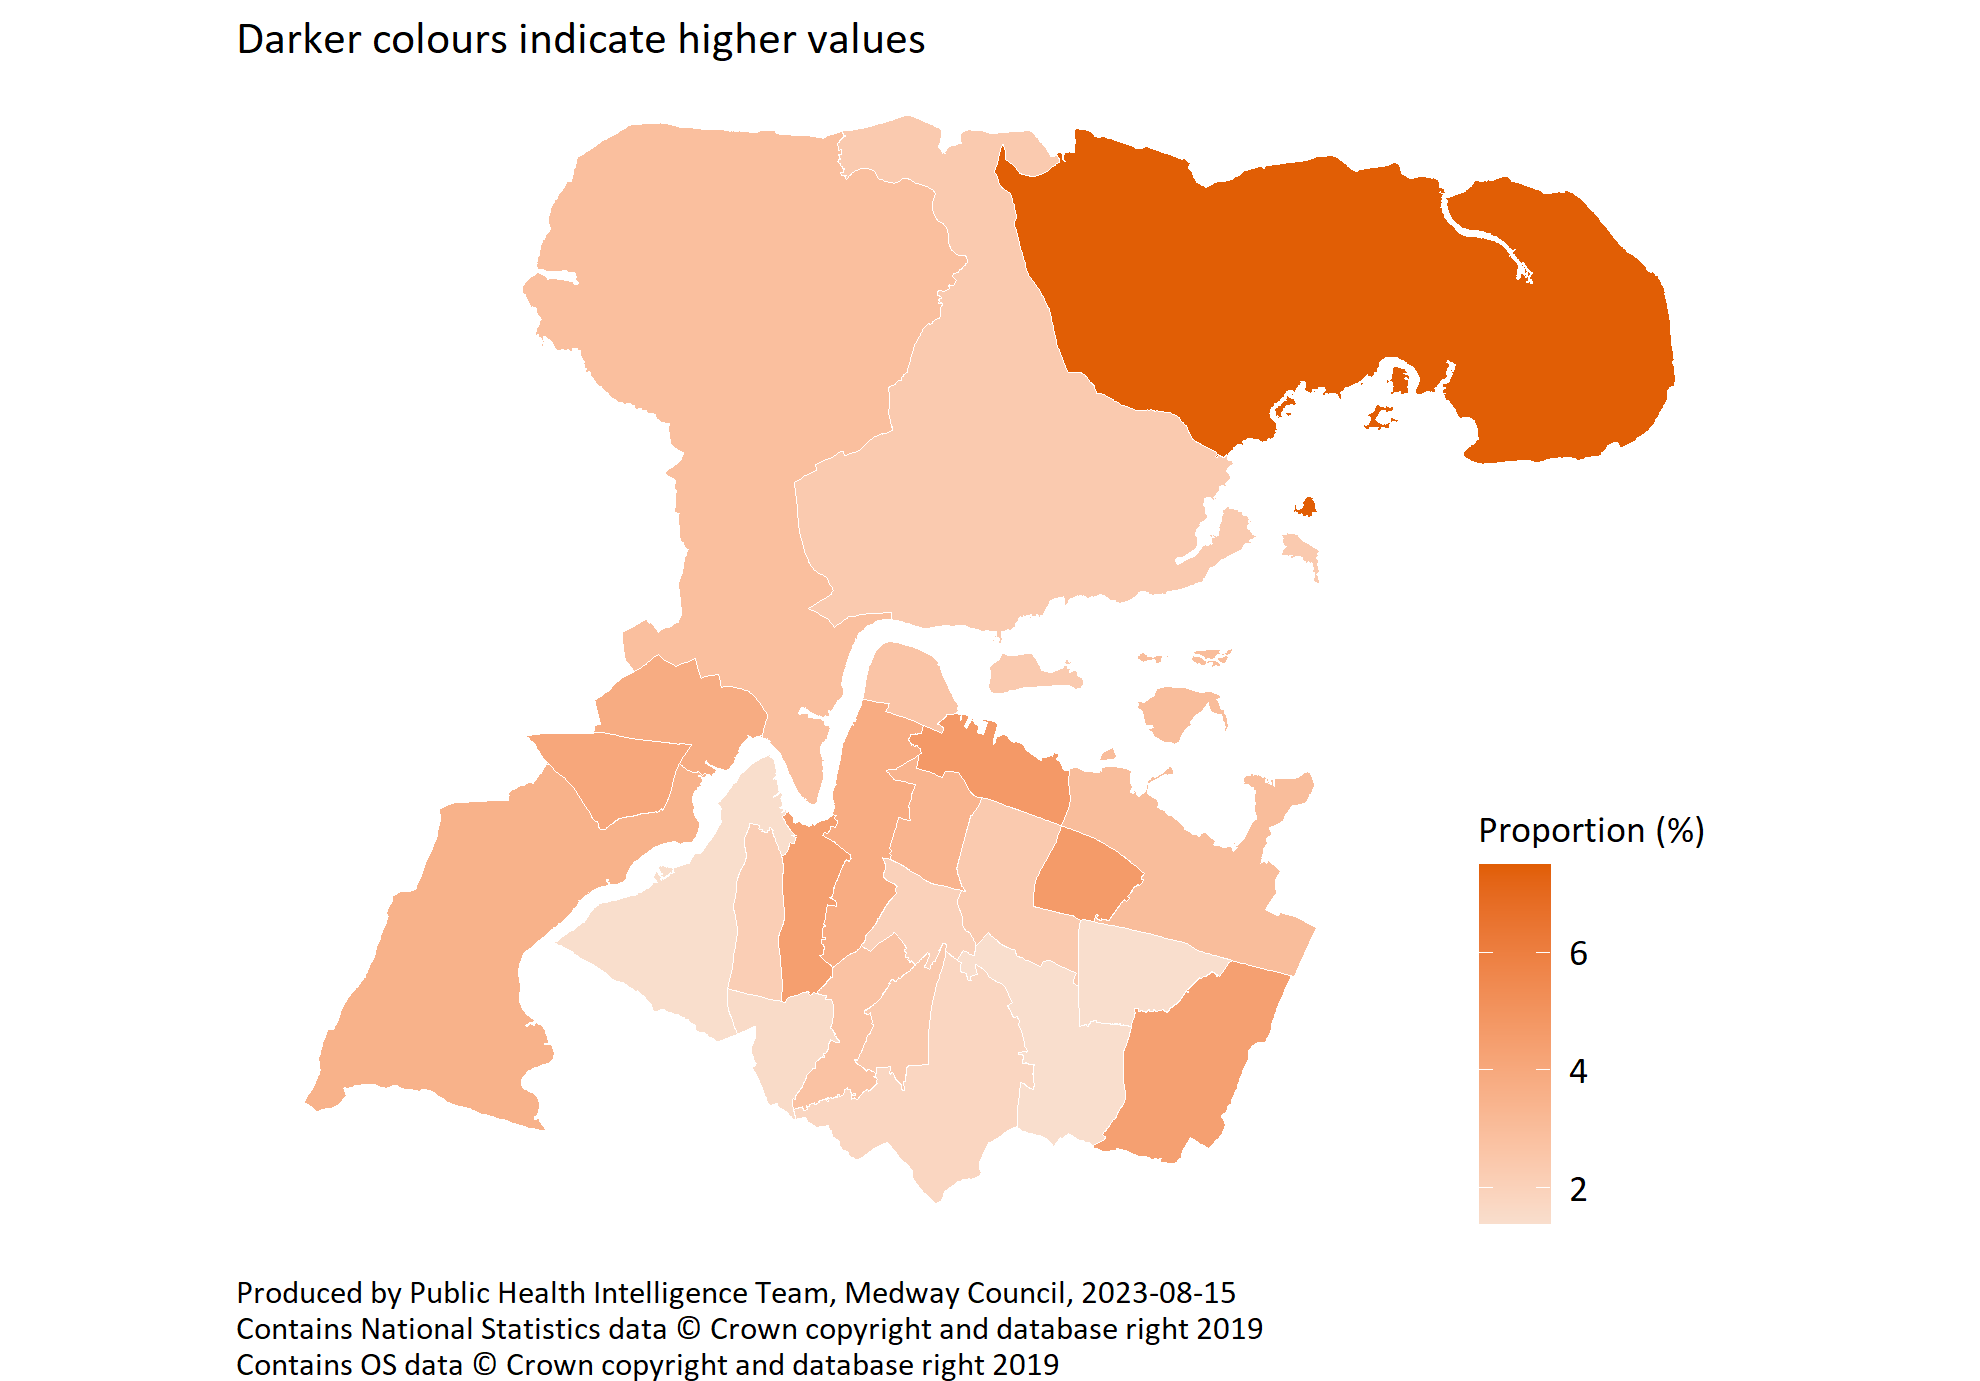 Darker colours indicate higher values
Proportion (%)
6
4
2
Produced by Public Health Intelligence Team, Medway Council, 2023-08-15
Contains National Statistics data © Crown copyright and database right 2019
Contains OS data © Crown copyright and database right 2019